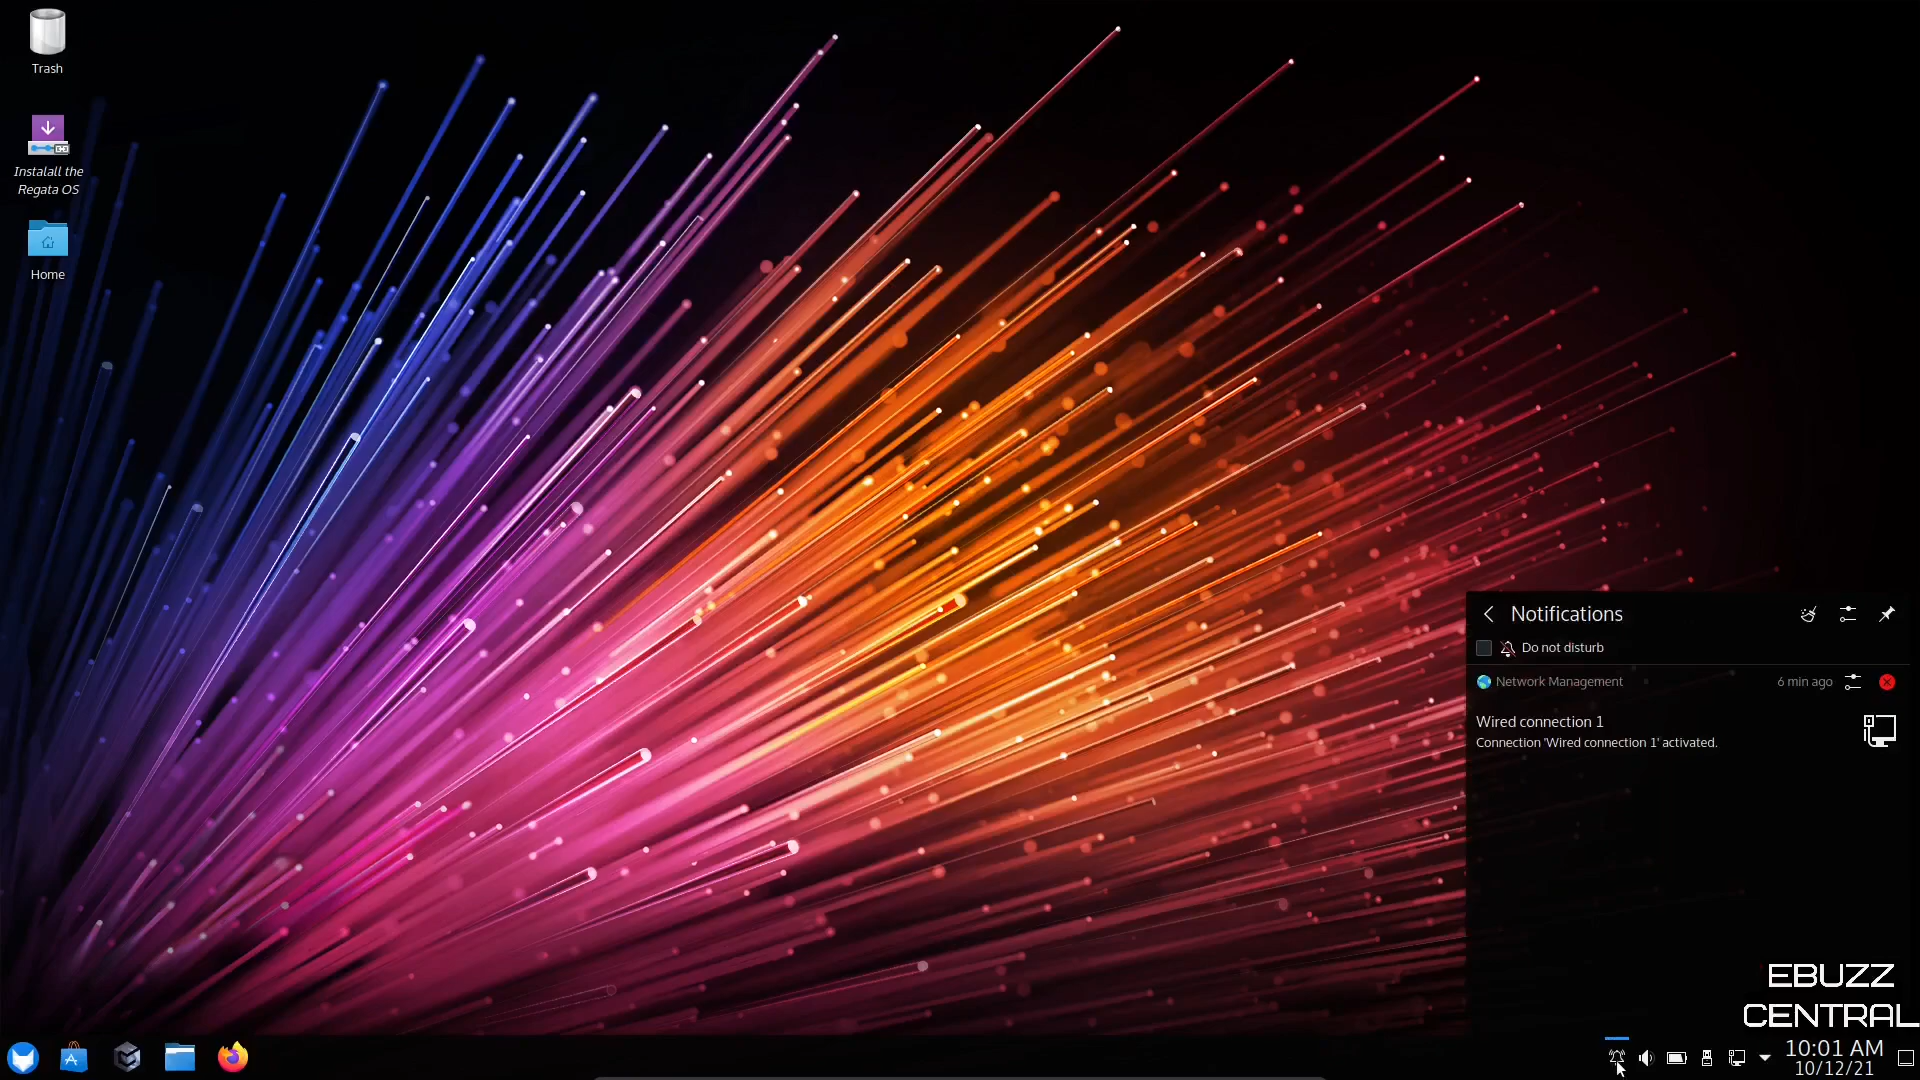 Trash
Instalall the
Regata OS
Home
Notifications
Do not disturb
Network Management
6 min ago
Wired connection 1
Connection 'Wired connection 1' activated.
EBUZZ
CENTRAL
10:01 AM
10/12/21